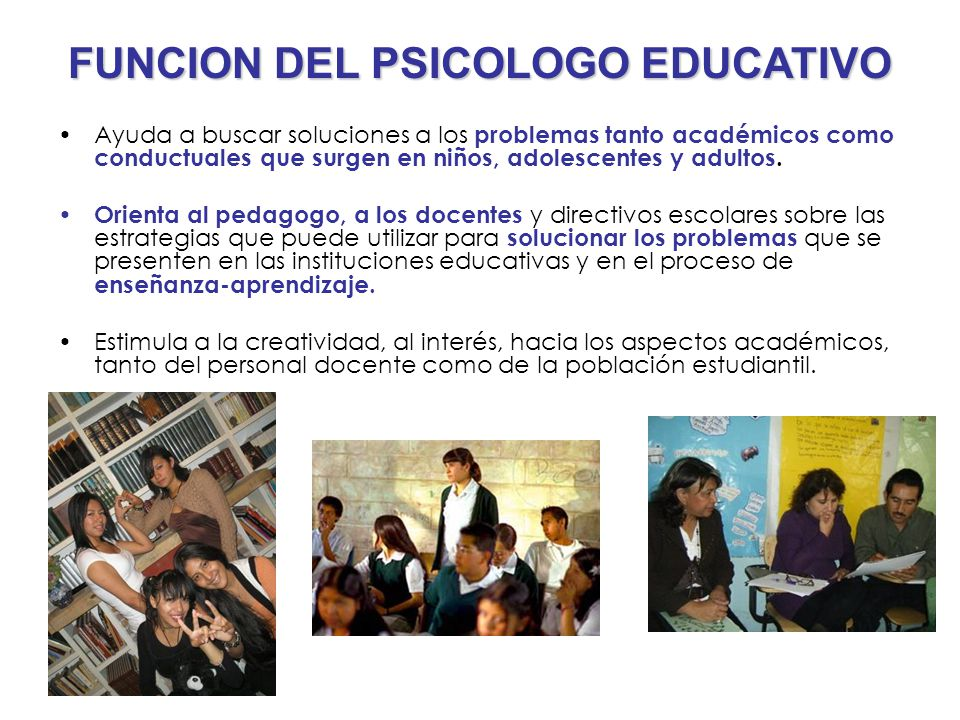 FUNCION DEL PSICOLOGO EDUCATIVO
• Ayuda a buscar soluciones a los problemas tanto académicos como
conductuales que surgen en niños, adolescentes y adultos.
• Orienta al pedagogo, a los docentes y directivos escolares sobre las
estrategias que puede utilizar para solucionar los problemas que se
presenten en las instituciones educativas y en el proceso de
enseñanza-aprendizaje.
• Estimula a la creatividad, al interés, hacia los aspectos académicos,
tanto del personal docente como de la población estudiantil.